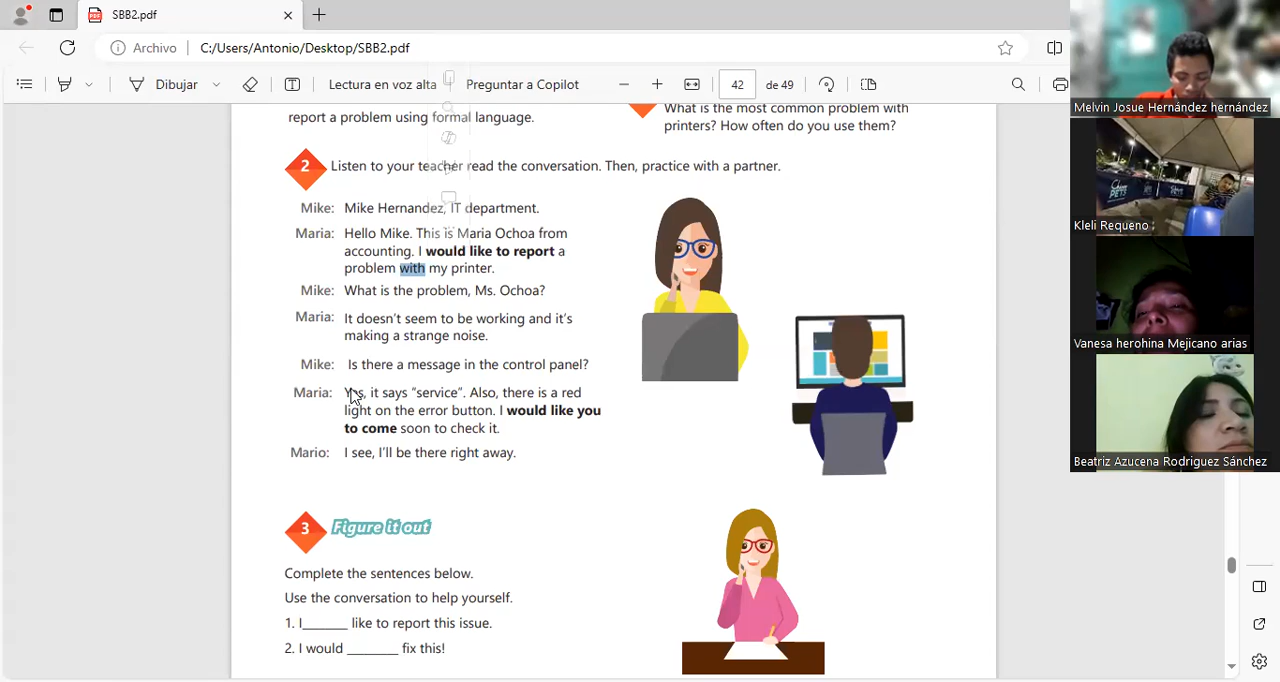 SBB2.pdf
Archivo
C:/Users/Antonio/Desktop/SBB2.pdf
Dibujar
Lectura en voz alta
Preguntar a Copilot
42
de 49
report a problem using formal language.
What is the most common problem with
printers? How often do you use them?
2
Listen to your teacher read the conversation. Then, practice with a partner.
Mike: Mike Hernandez, IT department.
Maria: Hello Mike. This is Maria Ochoa from
accounting. I would like to report a
problem with my printer.
Mike: What is the problem, Ms. Ochoa?
Maria: It doesn't seem to be working and it's
making a strange noise.
Mike: Is there a message in the control panel?
Maria: Yes, it says "service". Also, there is a red
light on the error button. I would like you
to come soon to check it.
Mario: I see, I'll be there right away.
3
Figure it out
Complete the sentences below.
Use the conversation to help yourself.
1. I_______ like to report this issue.
2. I would ________ fix this!
Melvin Josue Hernández hernández
PETS
PETS
Kleli Requeno
Vanesa herohina Mejicano arias
Beatriz Azucena Rodriguez Sánchez